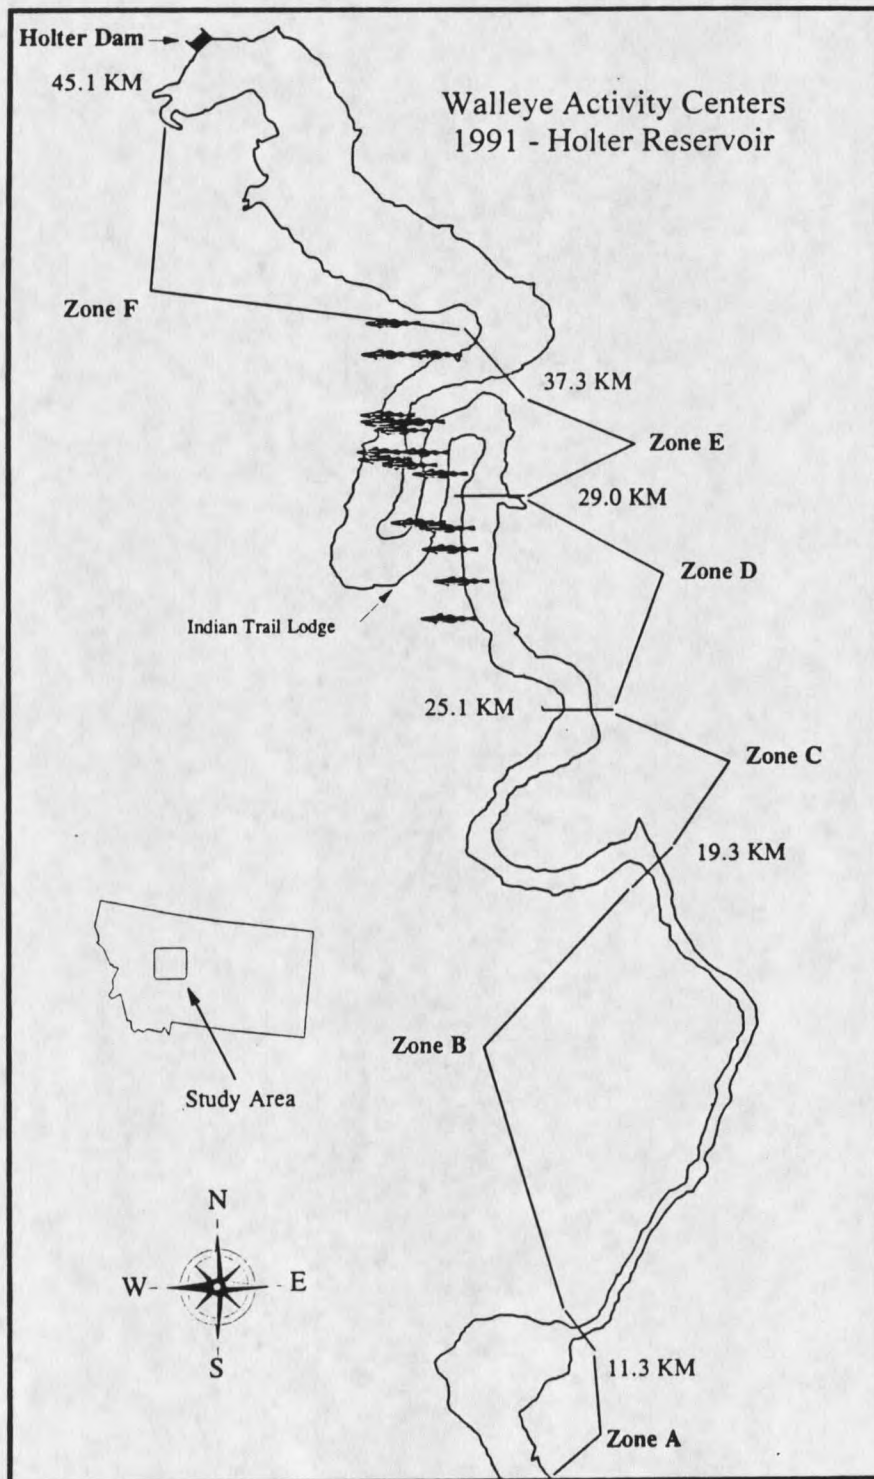 Holter Dam
45.1 KM
Walleye Activity Centers
1991 - Holter Reservoir
Zone F
37.3 KM
Zone E
29.0 KM
Zone D
Indian Trail Lodge
25.1 KM
Zone C
19.3 KM
Zone B
Study Area
N
W
E
S
11.3 KM
Zone A